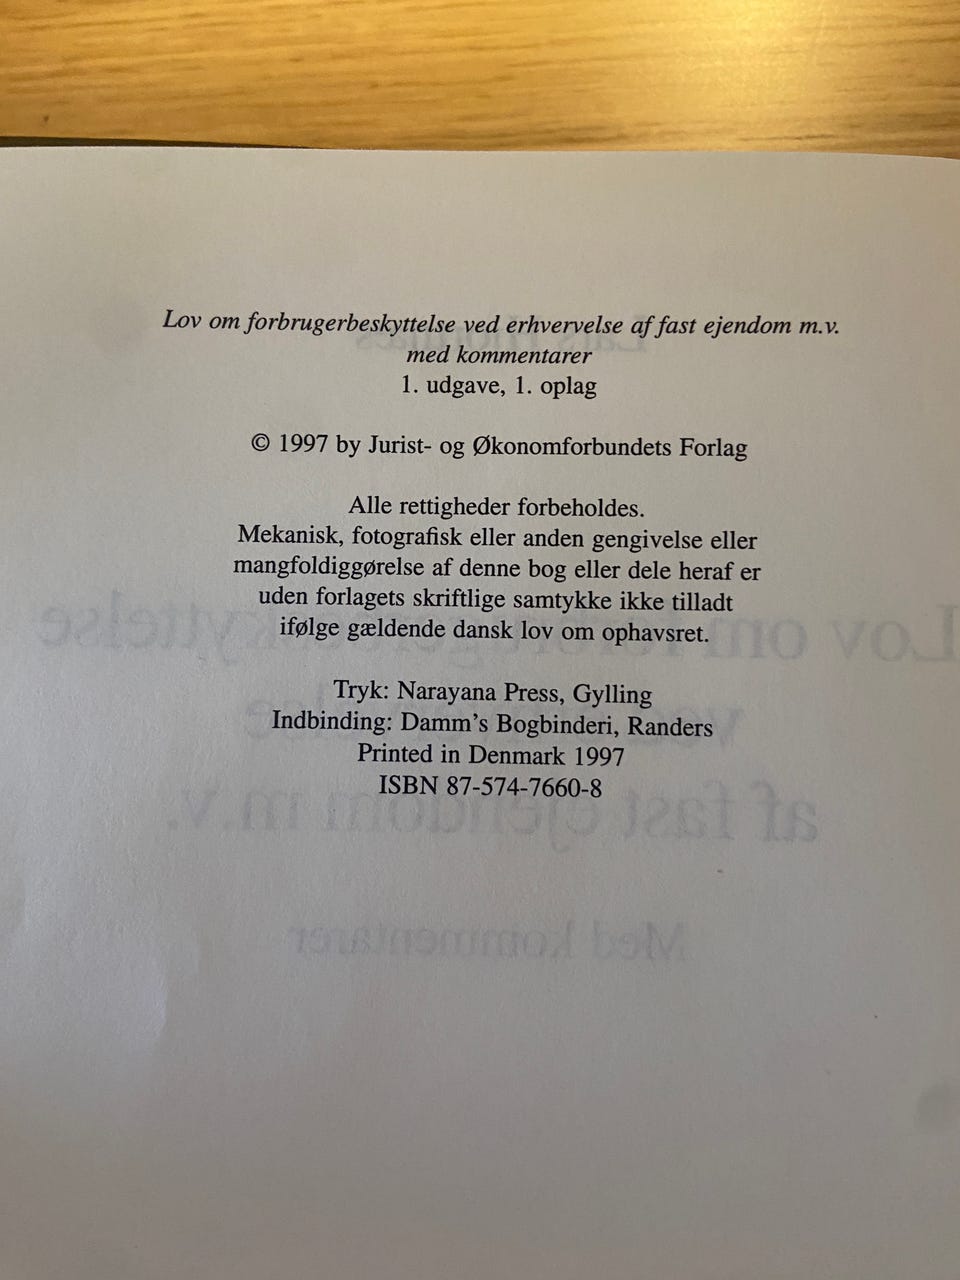 Lov om forbrugerbeskyttelse ved erhvervelse af fast ejendom m.v.
med kommentarer
1. udgave, 1. oplag
© 1997 by Jurist- og Økonomforbundets Forlag
Alle rettigheder forbeholdes.
Mekanisk, fotografisk eller anden gengivelse eller
mangfoldiggørelse af denne bog eller dele heraf er
uden forlagets skriftlige samtykke ikke tilladt
ifølge gældende dansk lov om ophavsret.
Tryk: Narayana Press, Gylling
Indbinding: Damm's Bogbinderi, Randers
Printed in Denmark 1997
ISBN 87-574-7660-8